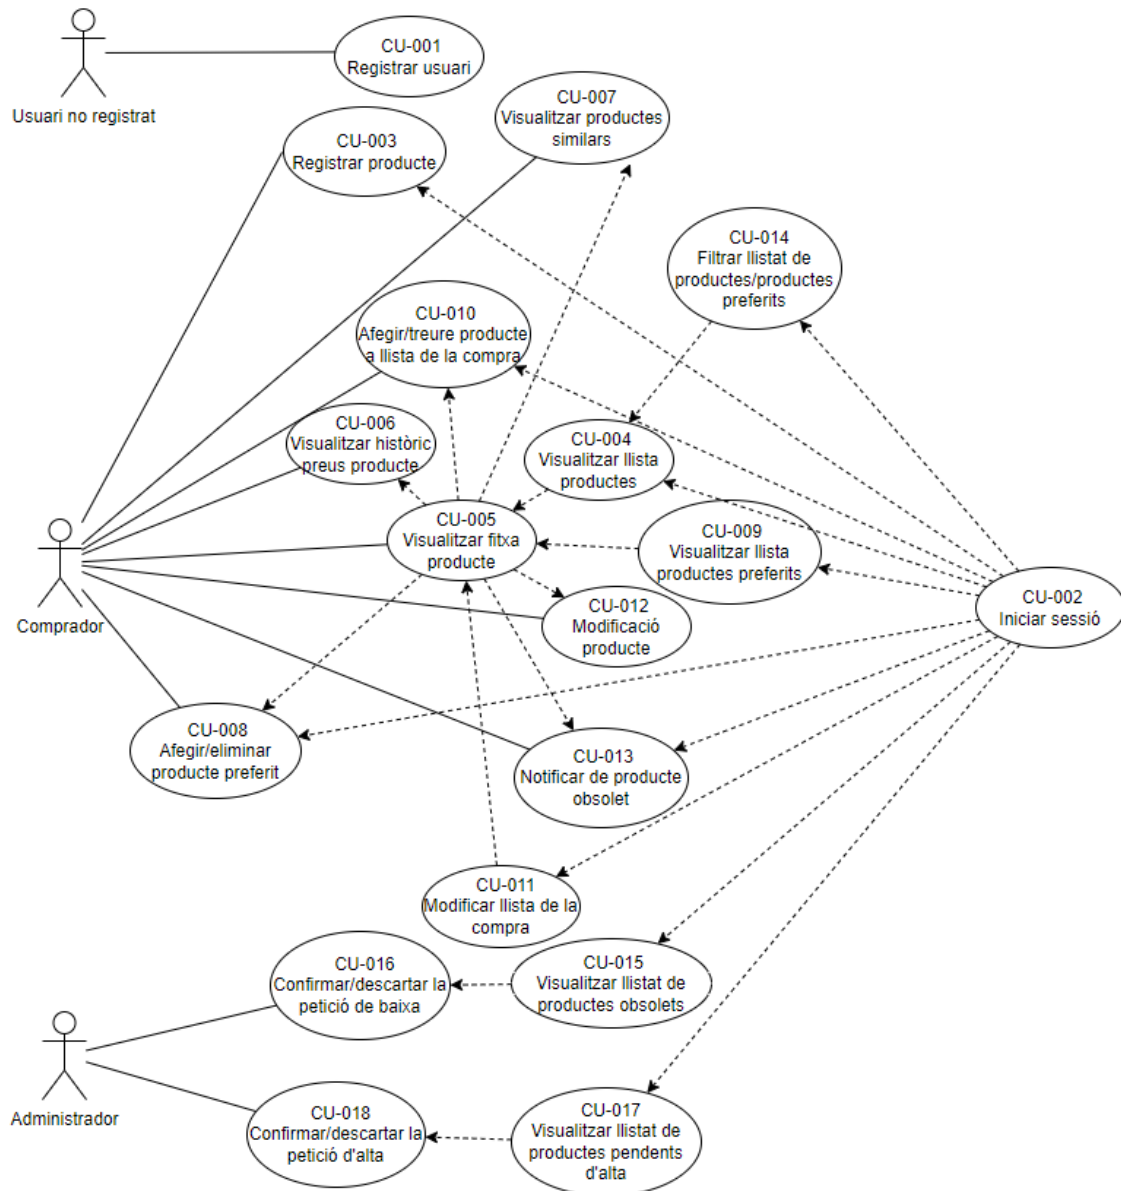 CU-001
Registrar usuari
Usuari no registrat
CU-007
Visualitzar productes
similars
CU-003
Registrar producte
CU-014
Filtrar llistat de
productes/productes
preferits
CU-010
Afegir/treure producte
a llista de la compra
CU-006
Visualitzar històric
preus producte
CU-004
Visualitzar llista
productes
CU-005
Visualitzar fitxa
producte
CU-009
Visualitzar llista
productes preferits
CU-002
Iniciar sessió
CU-012
Modificació
producte
Comprador
CU-008
Afegir/eliminar
producte preferit
CU-013
Notificar de producte
obsolet
CU-011
Modificar llista de la
compra
CU-016
Confirmar/descartar la
petició de baixa
CU-015
Visualitzar llistat de
productes obsolets
Administrador
CU-018
Confirmar/descartar la
petició d'alta
CU-017
Visualitzar llistat de
productes pendents
d'alta